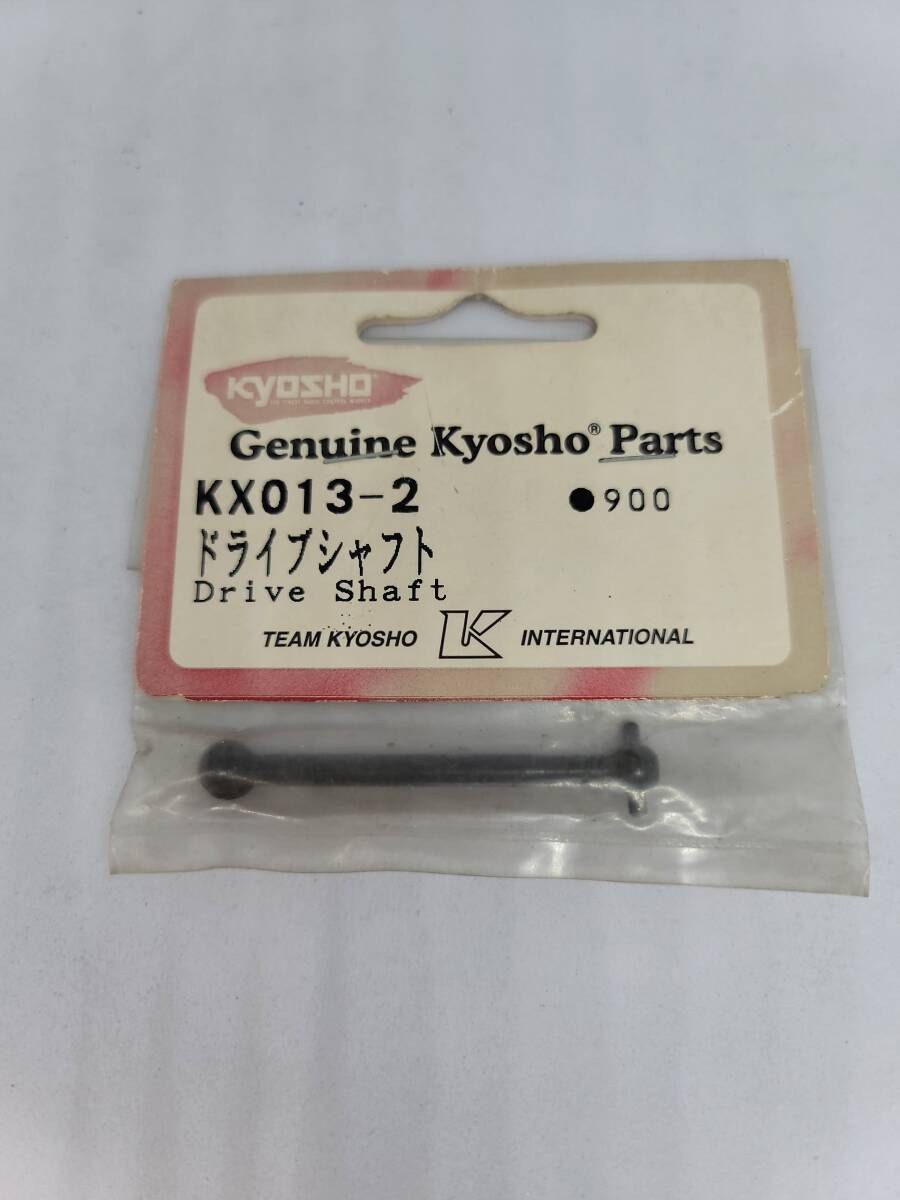 KYOSHO
Genuine Kyosho® Parts
KX013-2 ●900
ドライブシャフト
Drive Shaft
TEAM KYOSHO K INTERNATIONAL